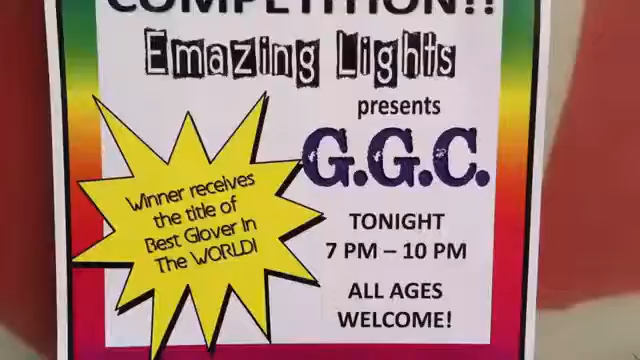 COMPETITION!!
Emazing Lights
presents
G.G.C.
Winner receives
the title of
Best Glover In
The WORLD!
TONIGHT
7 PM – 10 PM
ALL AGES
WELCOME!